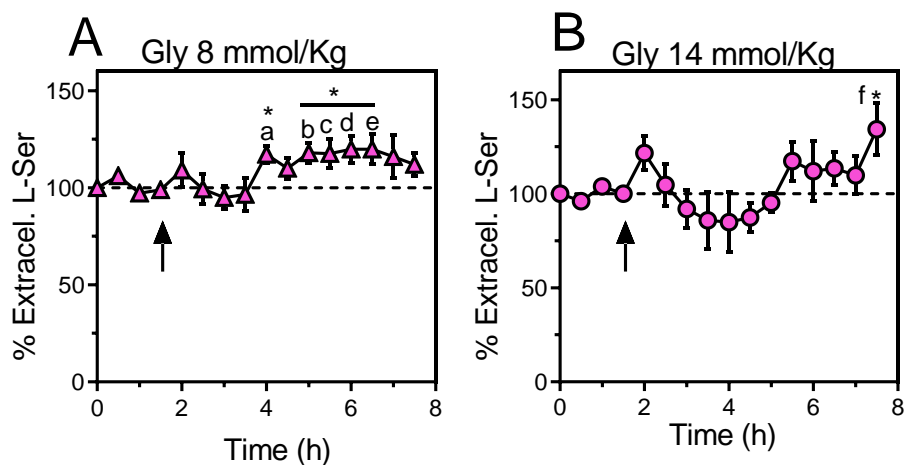 A
Gly 8 mmol/Kg
% Extracel. L-Ser
150
100
50
0
*
a
*
b c d e
0 2 4 6 8
Time (h)
B
Gly 14 mmol/Kg
% Extracel. L-Ser
150
100
50
0
f *
0 2 4 6 8
Time (h)